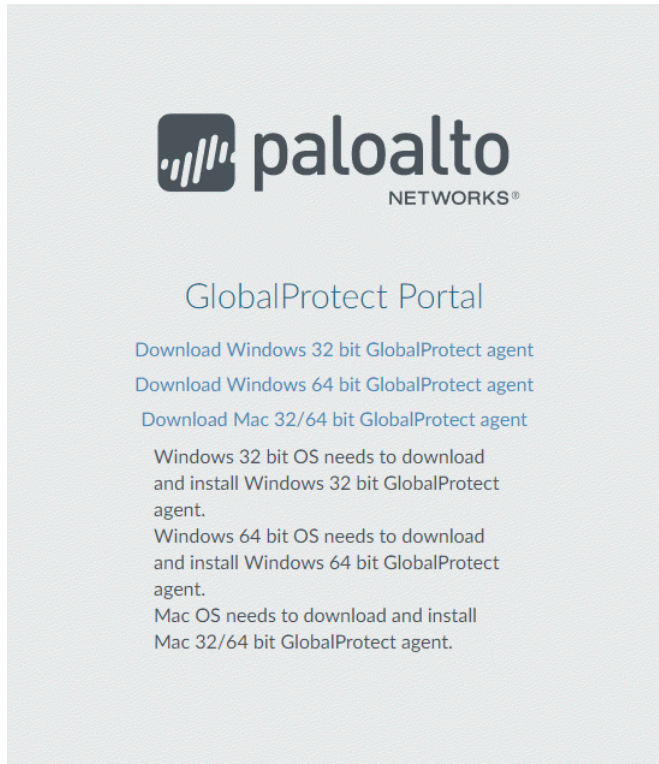 paloalto
NETWORKS®
GlobalProtect Portal
Download Windows 32 bit GlobalProtect agent
Download Windows 64 bit GlobalProtect agent
Download Mac 32/64 bit GlobalProtect agent
Windows 32 bit OS needs to download
and install Windows 32 bit GlobalProtect
agent.
Windows 64 bit OS needs to download
and install Windows 64 bit GlobalProtect
agent.
Mac OS needs to download and install
Mac 32/64 bit GlobalProtect agent.